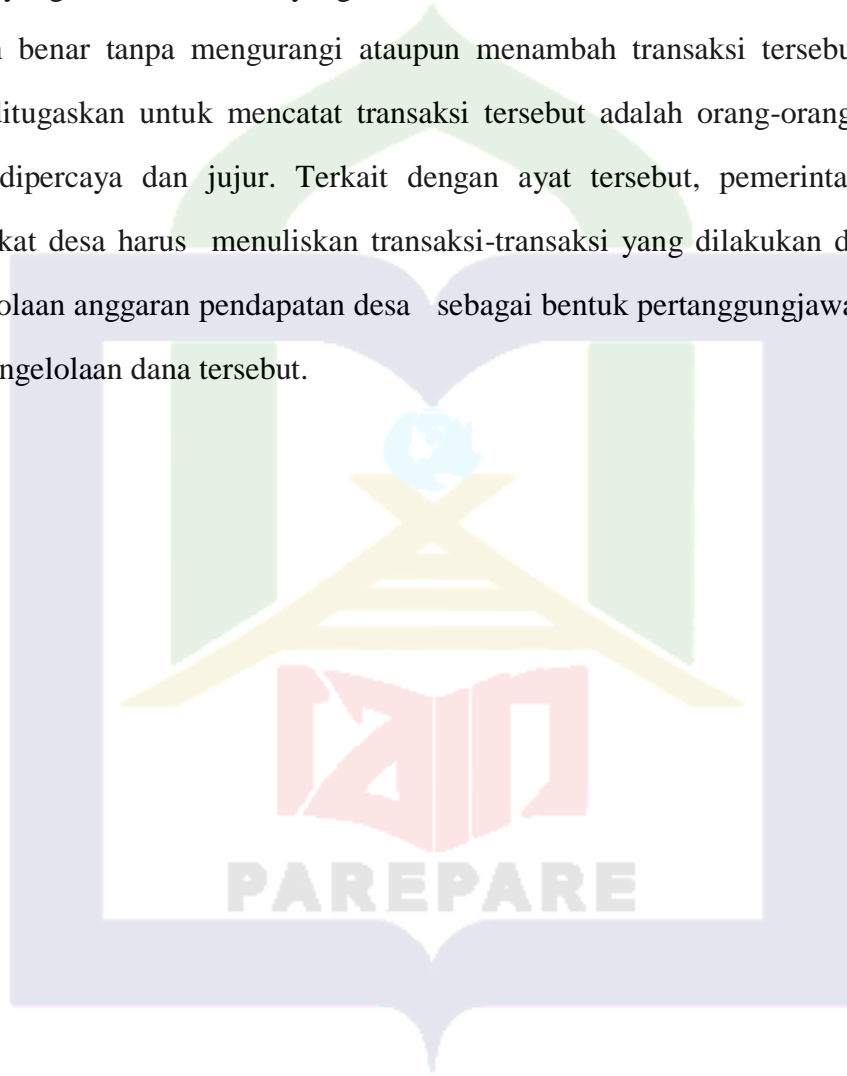 benar tanpa mengurangi ataupun menambah transaksi tersebu
ditugaskan untuk mencatat transaksi tersebut adalah orang-orang
dipercaya dan jujur. Terkait dengan ayat tersebut, pemerinta
kat desa harus menuliskan transaksi-transaksi yang dilakukan d
olaan anggaran pendapatan desa sebagai bentuk pertanggungjawa
ngelolaan dana tersebut.
IAIN
PAREPARE